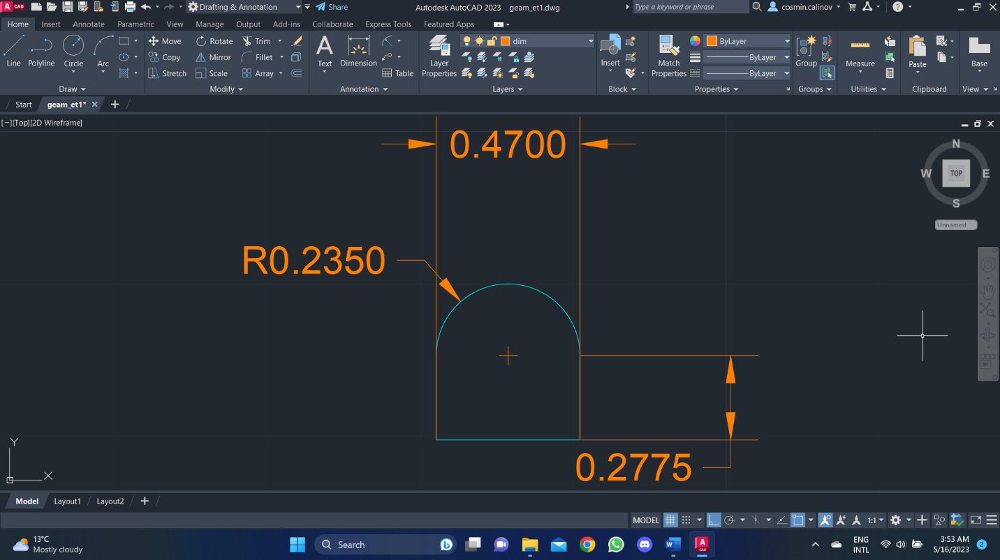 A CAD Drafting & Annotation Share Autodesk AutoCAD 2023 geam_et1.dwg Type a keyword or phrase cosmin.calinov
Home Insert Annotate Parametric View Manage Output Add-ins Collaborate Express Tools Featured Apps
Line Polyline Circle Arc
Move Rotate Trim
Copy Mirror Fillet
Stretch Scale Array
Text Dimension Table
Layer Properties
dim
Insert
Match Properties
ByLayer
ByLayer
ByLayer
Group Measure Paste Base
Draw Modify Annotation Layers Block Properties Groups Utilities Clipboard View
Start geam_et1*
[−][Top][2D Wireframe]
0.4700
N
W TOP E
S
Unnamed
R0.2350
0.2775
Y
X
Model Layout1 Layout2
MODEL 1:1
13°C
Mostly cloudy
Search
CAD
ENG
INTL
3:53 AM
5/16/2023
2